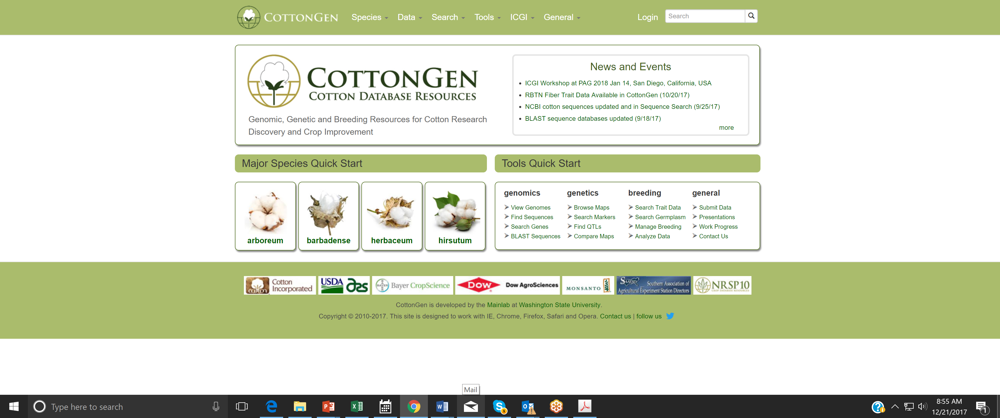 COTTONGEN Species Data Search Tools ICGI General Login Search
COTTONGEN
COTTON DATABASE RESOURCES
Genomic, Genetic and Breeding Resources for Cotton Research
Discovery and Crop Improvement
News and Events
ICGI Workshop at PAG 2018 Jan 14, San Diego, California, USA
RBTN Fiber Trait Data Available in CottonGen (10/20/17)
NCBI cotton sequences updated and in Sequence Search (9/25/17)
BLAST sequence databases updated (9/18/17)
more
Major Species Quick Start
arboreum
barbadense
herbaceum
hirsutum
Tools Quick Start
genomics
View Genomes
Find Sequences
Search Genes
BLAST Sequences
genetics
Browse Maps
Search Markers
Find QTLs
Compare Maps
breeding
Search Trait Data
Search Germplasm
Manage Breeding
Analyze Data
general
Submit Data
Presentations
Work Progress
Contact Us
cotton
Cotton
Incorporated
USDA
ars
BAYER
Bayer CropScience
DOW
Dow AgroSciences
MONSANTO
SAAESD
Southern Association of
Agricultural Experiment Station Directors
NRSP10
CROP DATABASE RESOURCES
CottonGen is developed by the Mainlab at Washington State University.
Copyright © 2010-2017. This site is designed to work with IE, Chrome, Firefox, Safari and Opera. Contact us | follow us
Mail
Type here to search
8:55 AM
12/21/2017
1